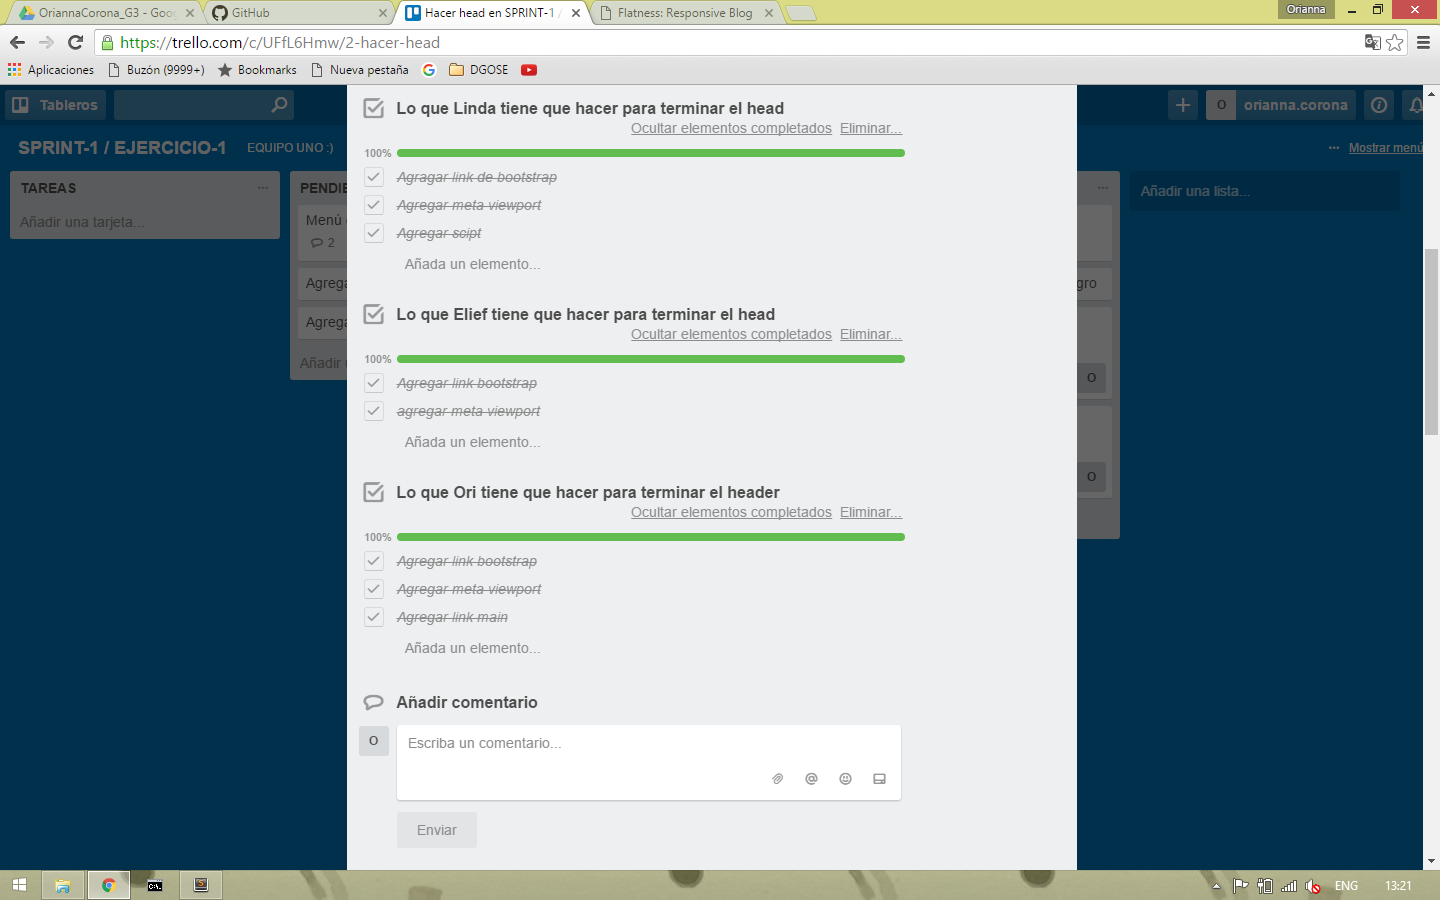 OriannaCorona_G3 - Goo
GitHub
Hacer head en SPRINT-1 /
Flatness: Responsive Blog
Orianna
https://trello.com/c/UFfL6Hmw/2-hacer-head
Aplicaciones
Buzón (9999+)
Bookmarks
Nueva pestaña
DGOSE
Tableros
O
orianna.corona
SPRINT-1 / EJERCICIO-1
EQUIPO UNO :)
Mostrar menú
TAREAS
Añadir una tarjeta...
PENDIE
Menú
2
Agrega
Agrega
Añadir
Añadir una lista...
gro
O
O
Lo que Linda tiene que hacer para terminar el head
Ocultar elementos completados Eliminar...
100%
Agragar link de bootstrap
Agregar meta viewport
Agregar scipt
Añada un elemento...
Lo que Elief tiene que hacer para terminar el head
Ocultar elementos completados Eliminar...
100%
Agregar link bootstrap
agregar meta viewport
Añada un elemento...
Lo que Ori tiene que hacer para terminar el header
Ocultar elementos completados Eliminar...
100%
Agregar link bootstrap
Agregar meta viewport
Agregar link main
Añada un elemento...
Añadir comentario
O
Escriba un comentario...
Enviar
ENG
13:21